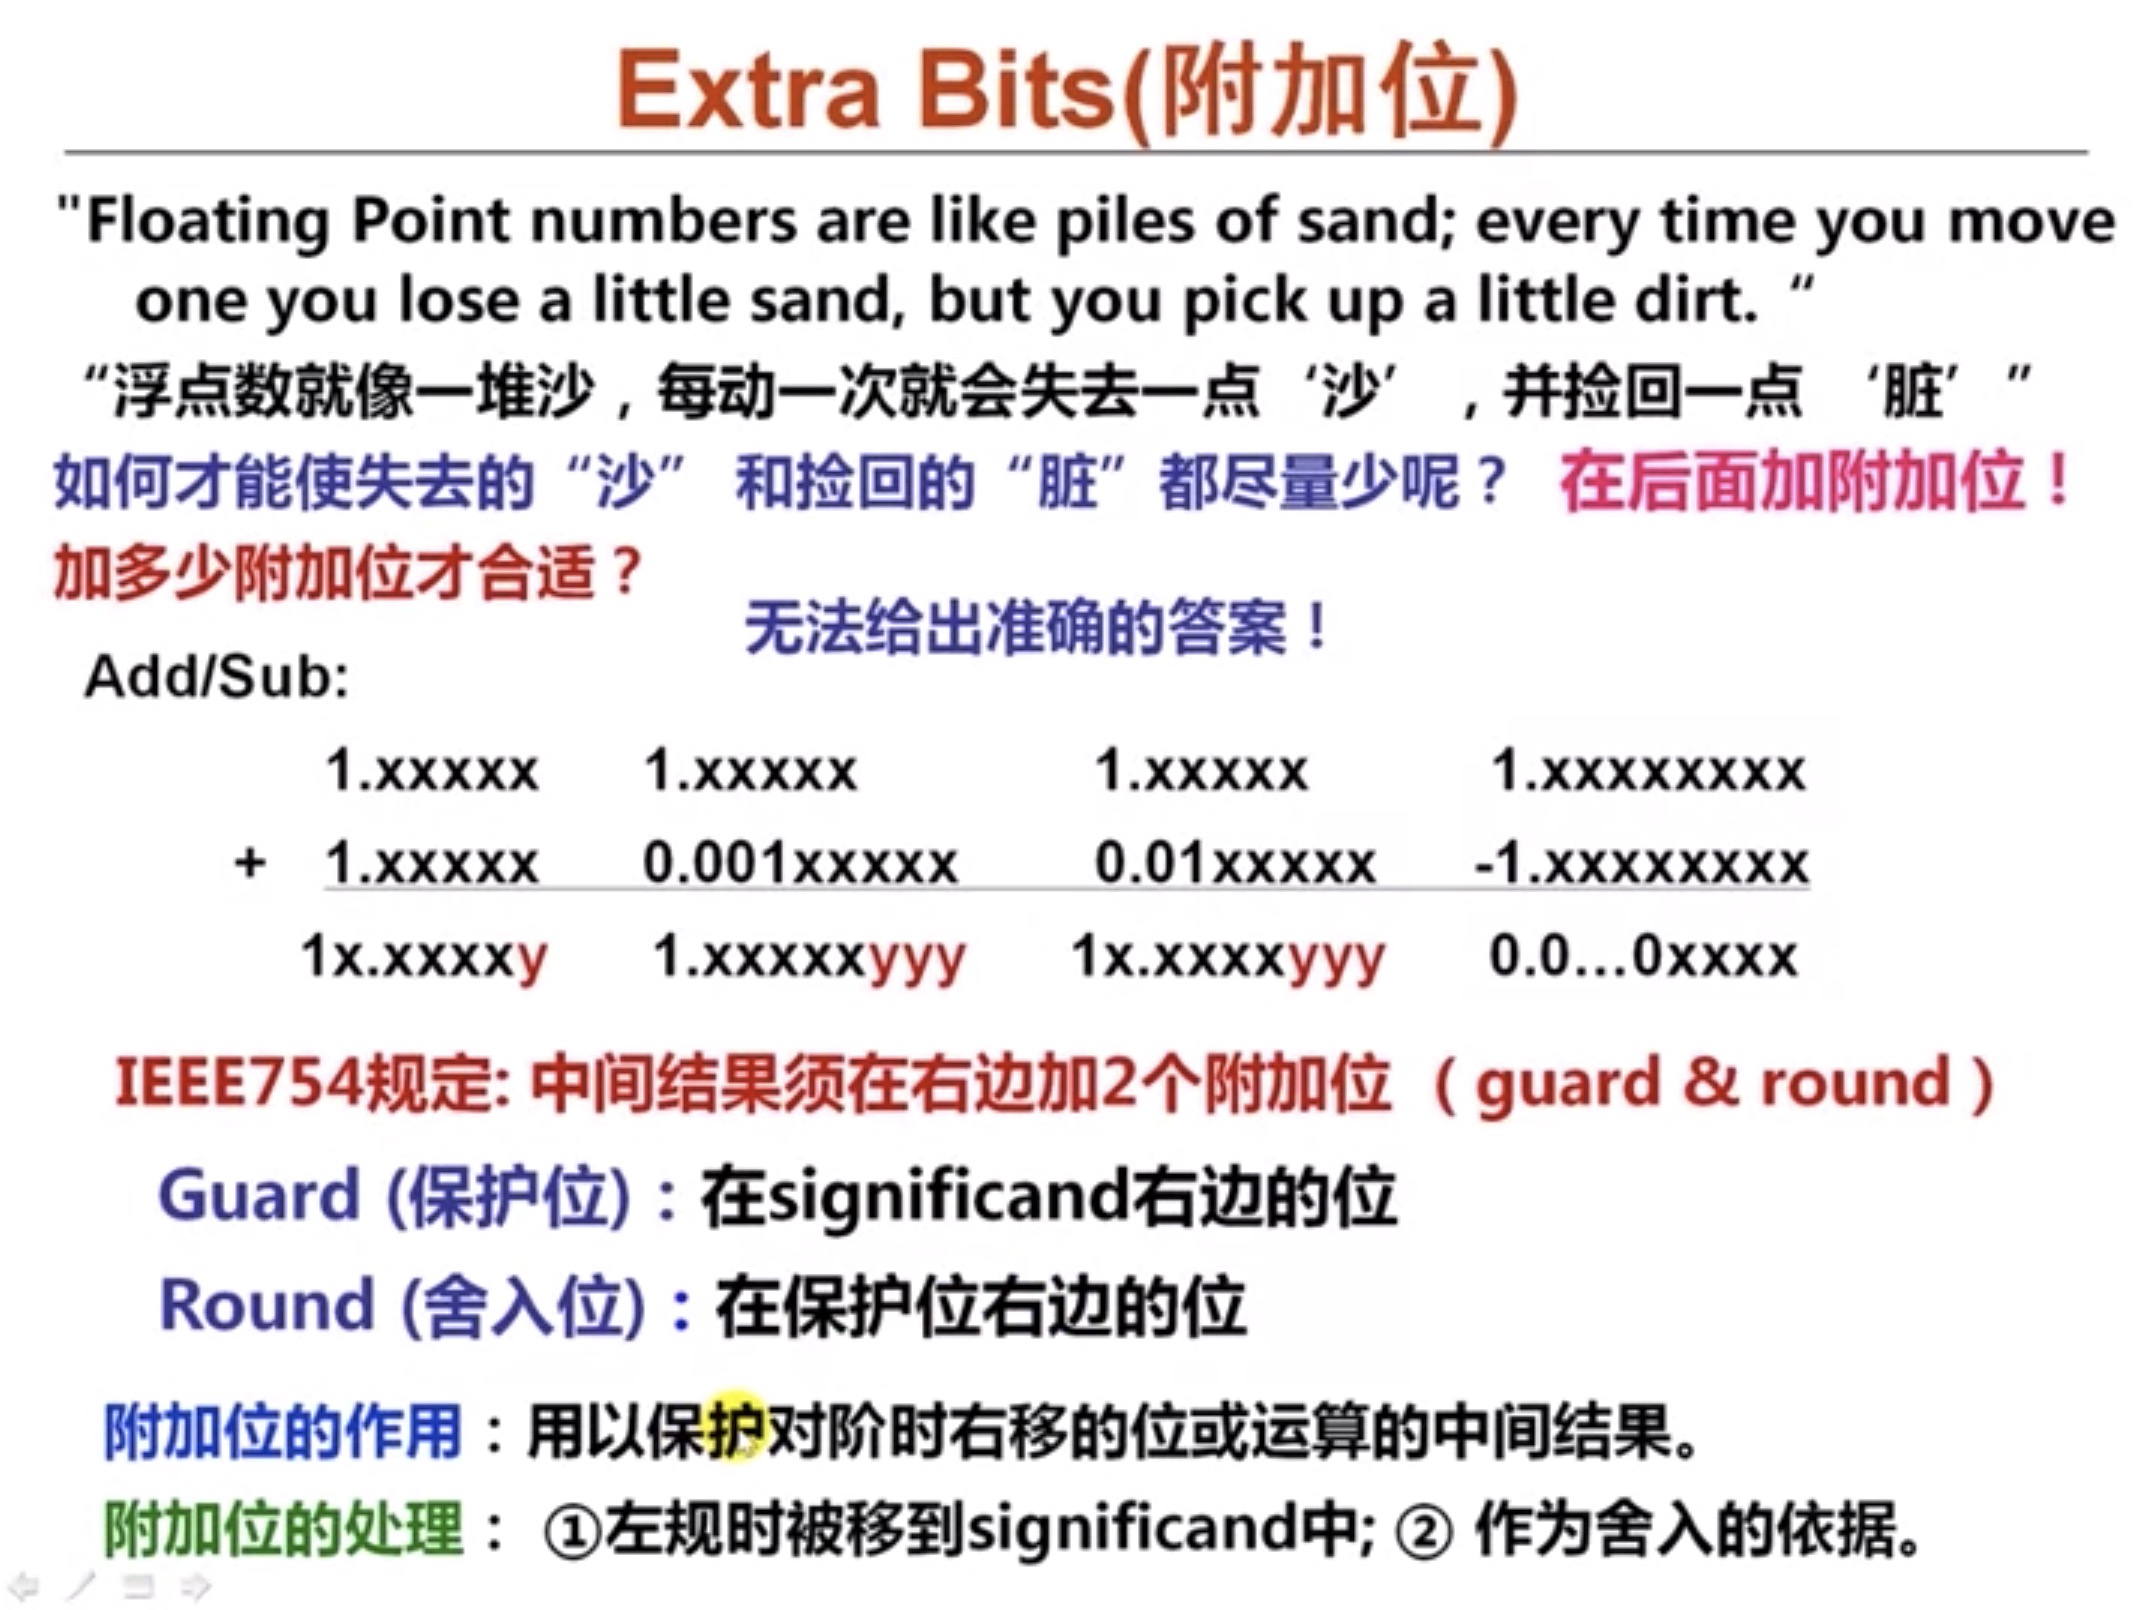 Extra Bits(附加位)
"Floating Point numbers are like piles of sand; every time you move
one you lose a little sand, but you pick up a little dirt. “
“浮点数就像一堆沙，每动一次就会失去一点‘沙’，并捡回一点 ‘脏’ ”
如何才能使失去的“沙” 和捡回的“脏”都尽量少呢？ 在后面加附加位！
加多少附加位才合适？
无法给出准确的答案！
Add/Sub:
1.xxxxx 1.xxxxx 1.xxxxx 1.xxxxxxxx
+ 1.xxxxx 0.001xxxxx 0.01xxxxx -1.xxxxxxxx
1x.xxxxy 1.xxxxxyyy 1x.xxxxyyy 0.0...0xxxx
IEEE754规定: 中间结果须在右边加2个附加位 （guard & round）
Guard (保护位)：在significand右边的位
Round (舍入位)：在保护位右边的位
附加位的作用：用以保护对阶时右移的位或运算的中间结果。
附加位的处理： ①左规时被移到significand中; ② 作为舍入的依据。